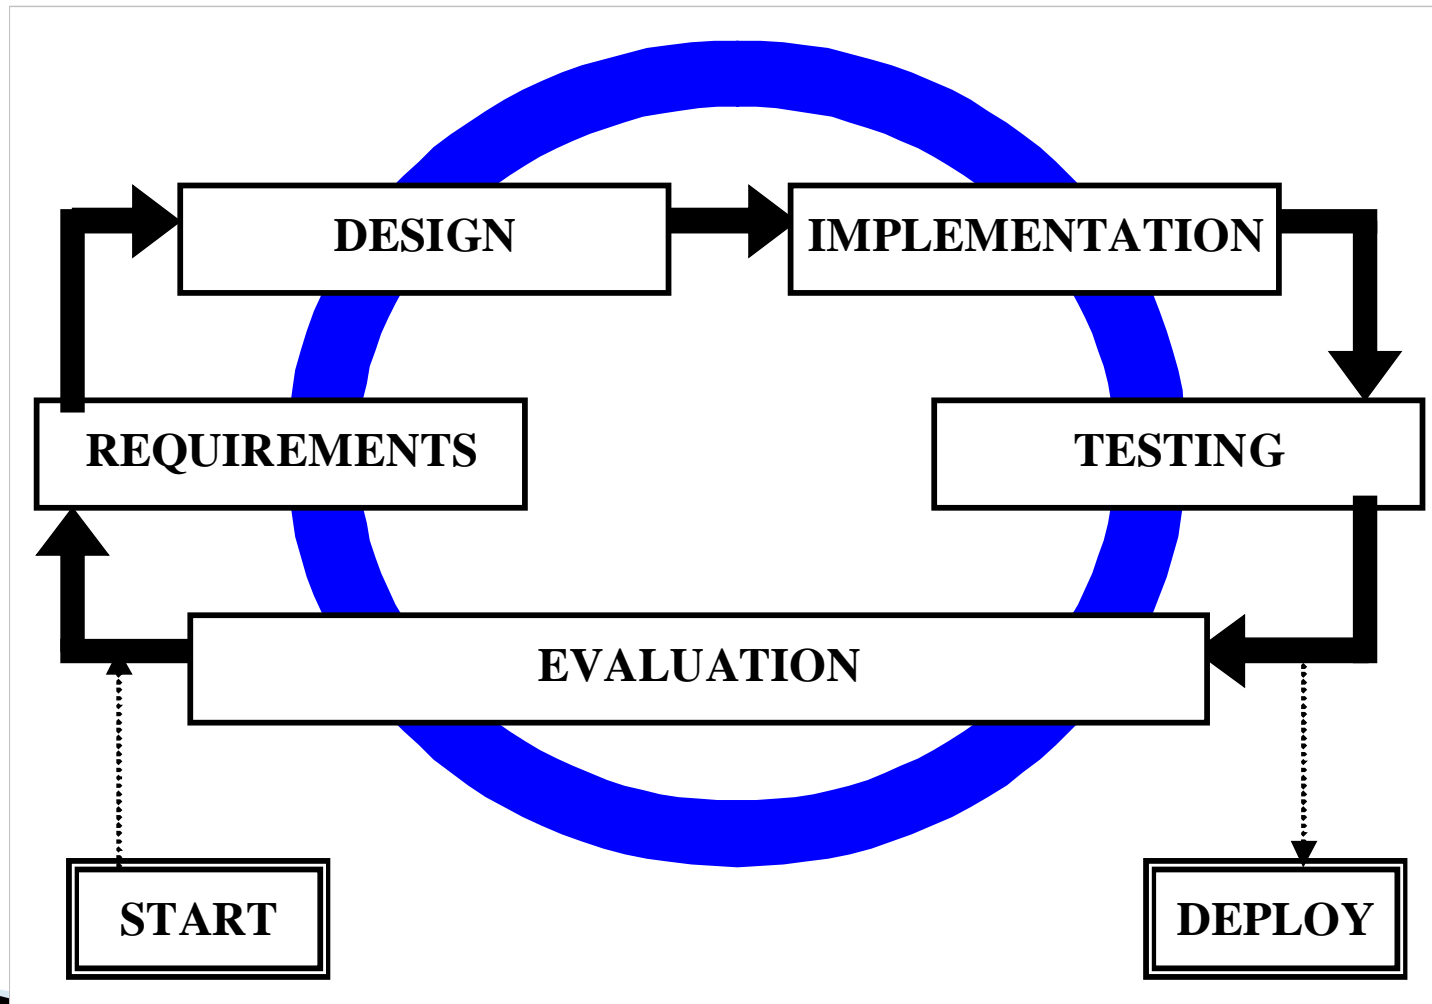 DESIGN
IMPLEMENTATION
REQUIREMENTS
TESTING
EVALUATION
START
DEPLOY